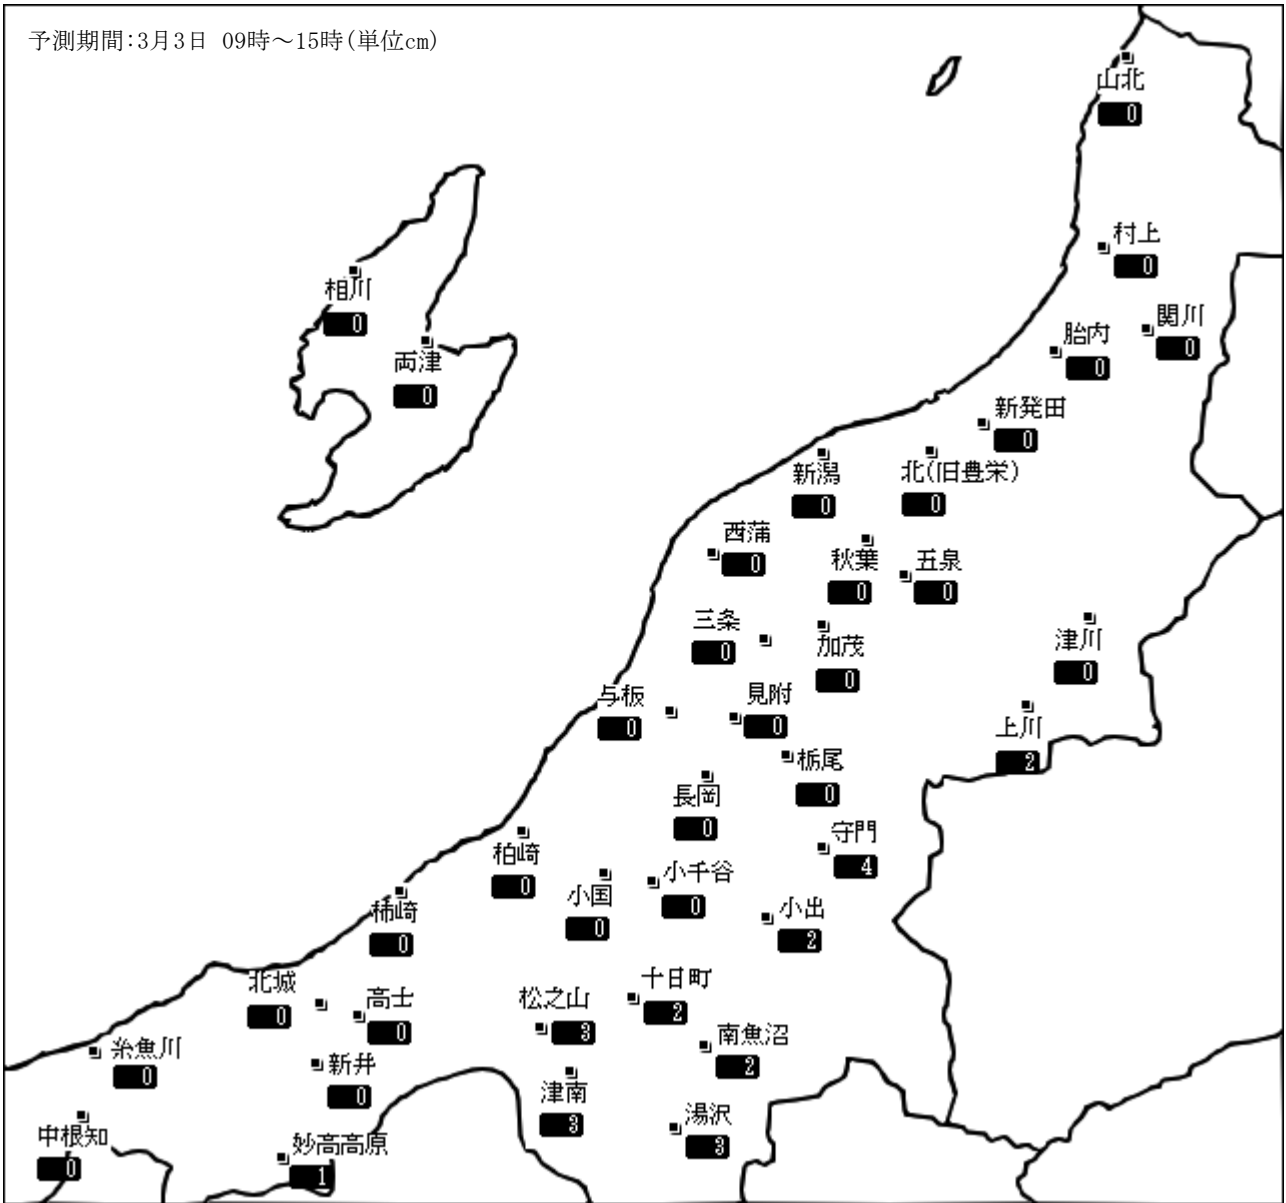 予測期間:3月3日 09時～15時(単位cm)
山北
0
村上
0
相川
0
関川
0
胎内
0
両津
0
新発田
0
新潟
0
北(旧豊栄)
0
西蒲
0
秋葉
0
五泉
0
三条
0
加茂
0
津川
0
与板
0
見附
0
上川
2
栃尾
0
長岡
0
守門
4
柏崎
0
小千谷
0
小国
0
小出
2
柿崎
0
北城
0
高士
0
松之山
3
十日町
2
南魚沼
2
糸魚川
0
新井
0
津南
3
湯沢
3
中根知
0
妙高高原
1